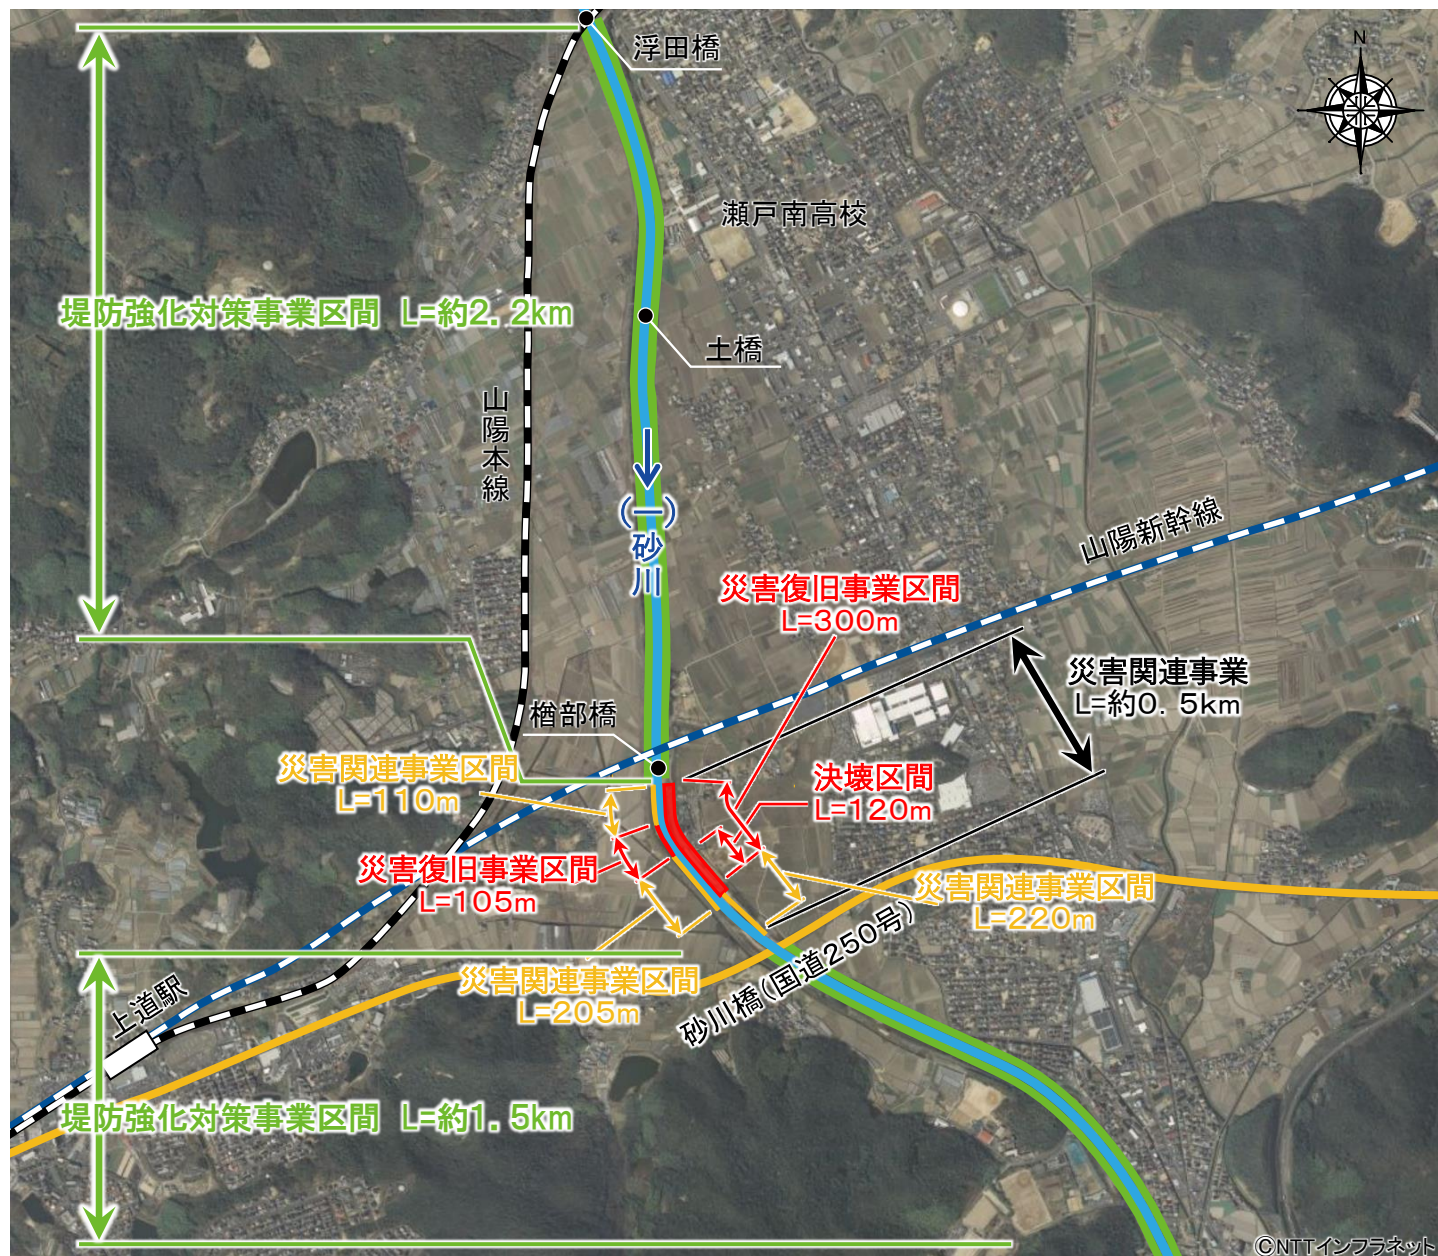 浮田橋
N
瀬戸南高校
堤防強化対策事業区間 L=約2.2km
土橋
山陽本線
(一)砂川
山陽新幹線
災害復旧事業区間
L=300m
災害関連事業
L=約0.5km
楢部橋
災害関連事業区間
L=110m
決壊区間
L=120m
災害復旧事業区間
L=105m
災害関連事業区間
L=220m
災害関連事業区間
L=205m
砂川橋(国道250号)
上道駅
堤防強化対策事業区間 L=約1.5km
©NTTインフラネット